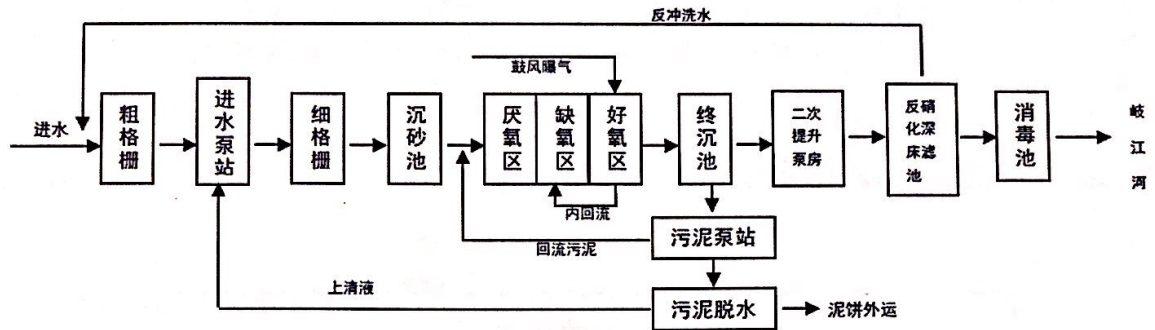 反冲洗水
鼓风曝气
进水
粗格栅
进水泵站
细格栅
沉砂池
厌氧区
缺氧区
好氧区
终沉池
二次
提升
泵房
反硝
化深
床滤
池
消毒池
岐江河
内回流
回流污泥
污泥泵站
上清液
污泥脱水
泥饼外运